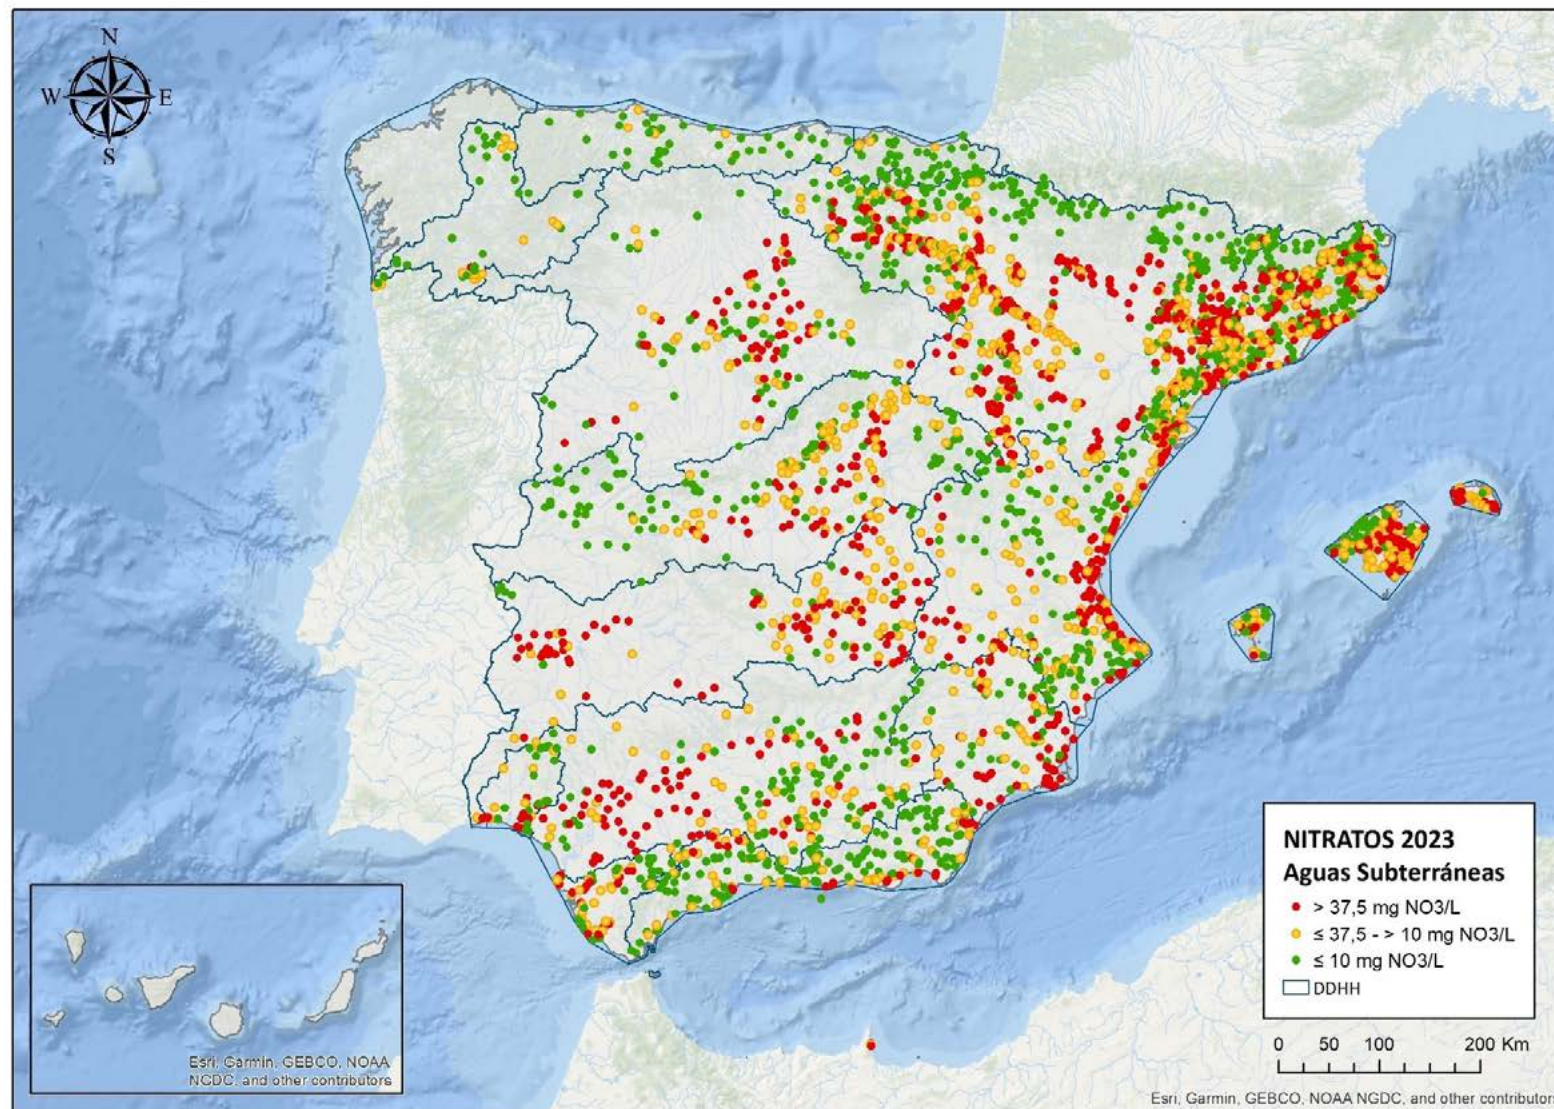 N
W E
S
NITRATOS 2023
Aguas Subterráneas
> 37,5 mg NO3/L
≤ 37,5 - > 10 mg NO3/L
≤ 10 mg NO3/L
DDHH
0 50 100 200 Km
Esri, Garmin, GEBCO, NOAA
NCDC, and other contributors
Esri, Garmin, GEBCO, NOAA NGDC, and other contributors